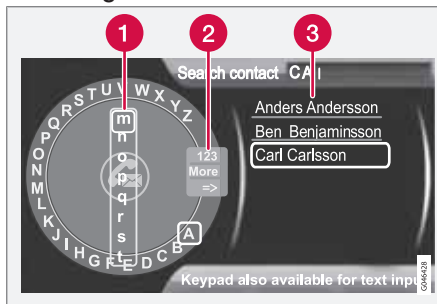 1 2 3
Search contact CA
A B C D E F G H I J K L M N O P Q R S T U V W X Y Z
m
n
o
p
q
r
s
t
123
More
=>
Anders Andersson
Ben Benjaminsson
Carl Carlsson
Keypad also available for text inpu
G046428